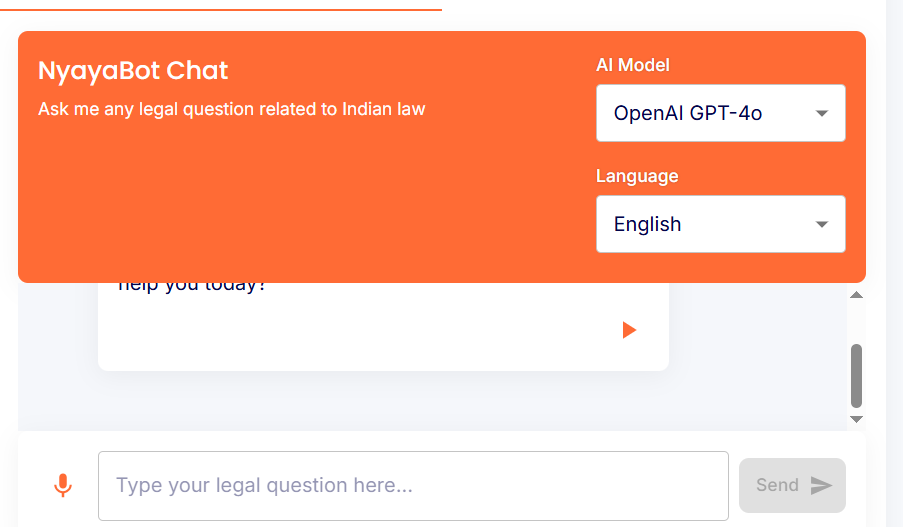 NyayaBot Chat
Ask me any legal question related to Indian law
AI Model
OpenAI GPT-4o
Language
English
help you today?
Type your legal question here...
Send